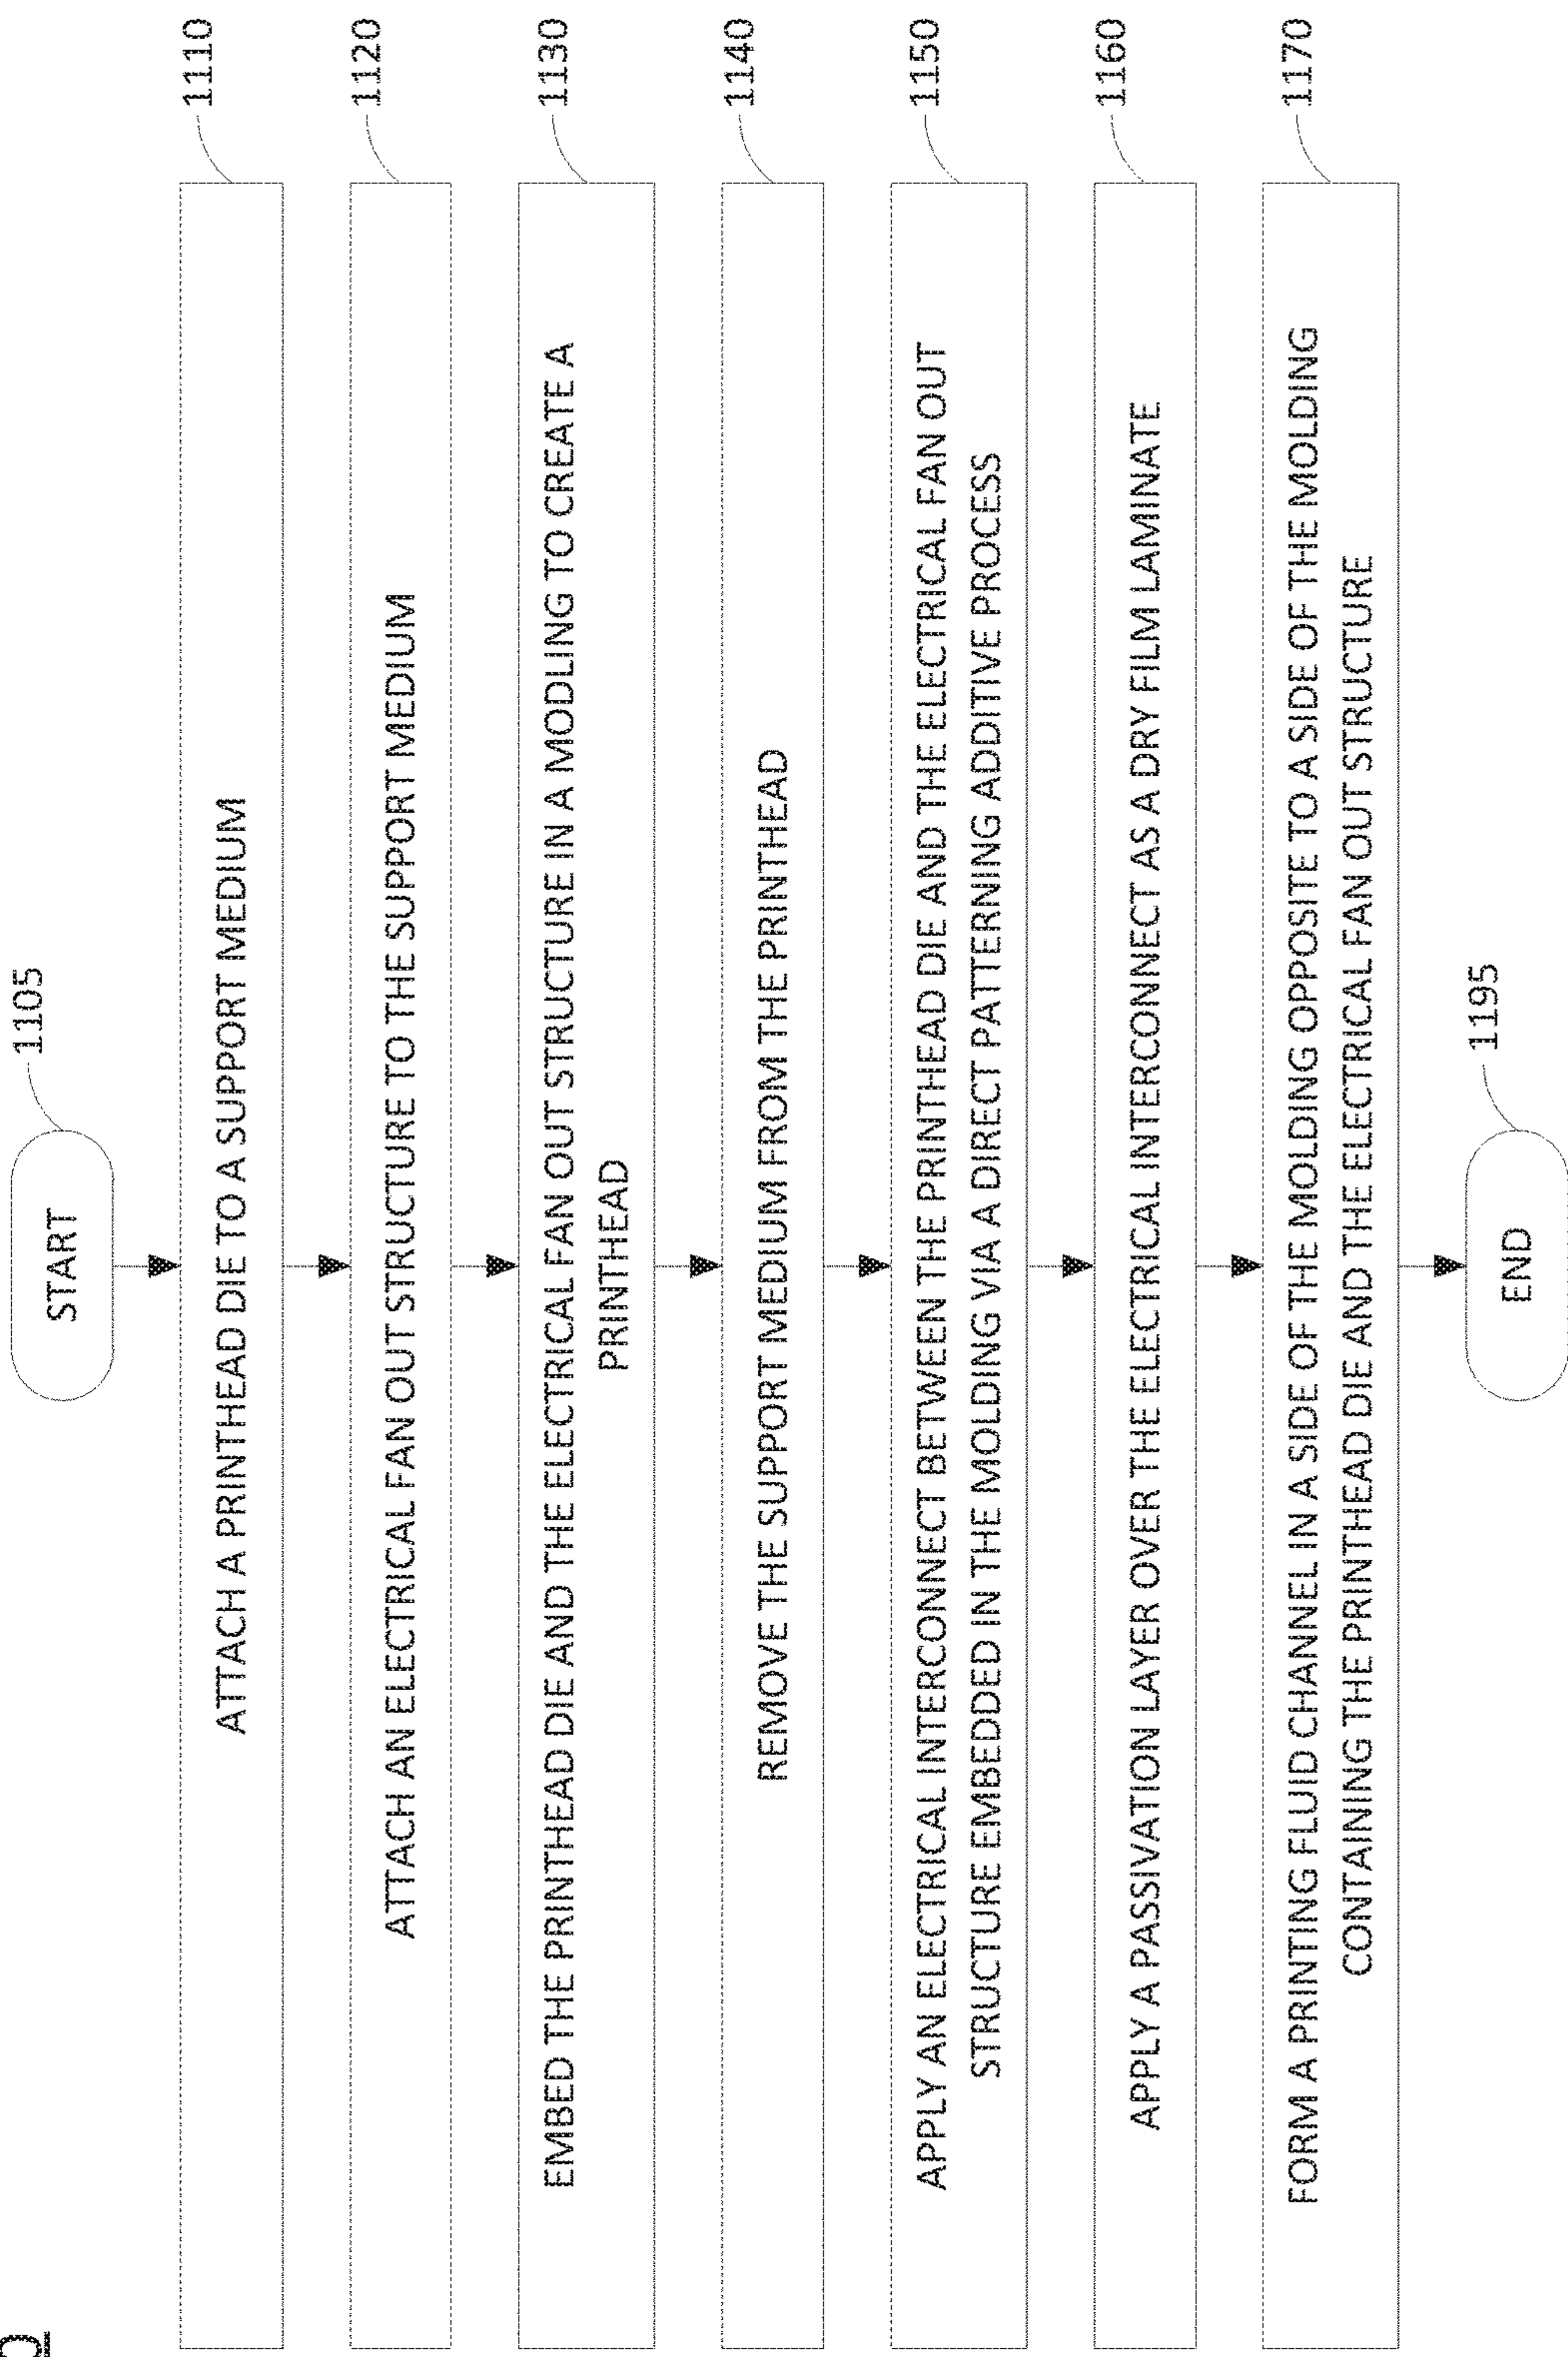 1105
START
1110
ATTACH A PRINTHEAD DIE TO A SUPPORT MEDIUM
1120
ATTACH AN ELECTRICAL FAN OUT STRUCTURE TO THE SUPPORT MEDIUM
1130
EMBED THE PRINTHEAD DIE AND THE ELECTRICAL FAN OUT STRUCTURE IN A MODLING TO CREATE A
PRINTHEAD
1140
REMOVE THE SUPPORT MEDIUM FROM THE PRINTHEAD
1150
APPLY AN ELECTRICAL INTERCONNECT BETWEEN THE PRINTHEAD DIE AND THE ELECTRICAL FAN OUT
STRUCTURE EMBEDDED IN THE MOLDING VIA A DIRECT PATTERNING ADDITIVE PROCESS
1160
APPLY A PASSIVATION LAYER OVER THE ELECTRICAL INTERCONNECT AS A DRY FILM LAMINATE
1170
FORM A PRINTING FLUID CHANNEL IN A SIDE OF THE MOLDING OPPOSITE TO A SIDE OF THE MOLDING
CONTAINING THE PRINTHEAD DIE AND THE ELECTRICAL FAN OUT STRUCTURE
1195
END